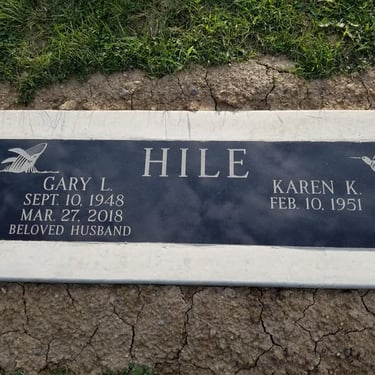 HILE
GARY L.
SEPT. 10, 1948
MAR. 27, 2018
BELOVED HUSBAND
KAREN K.
FEB. 10, 1951